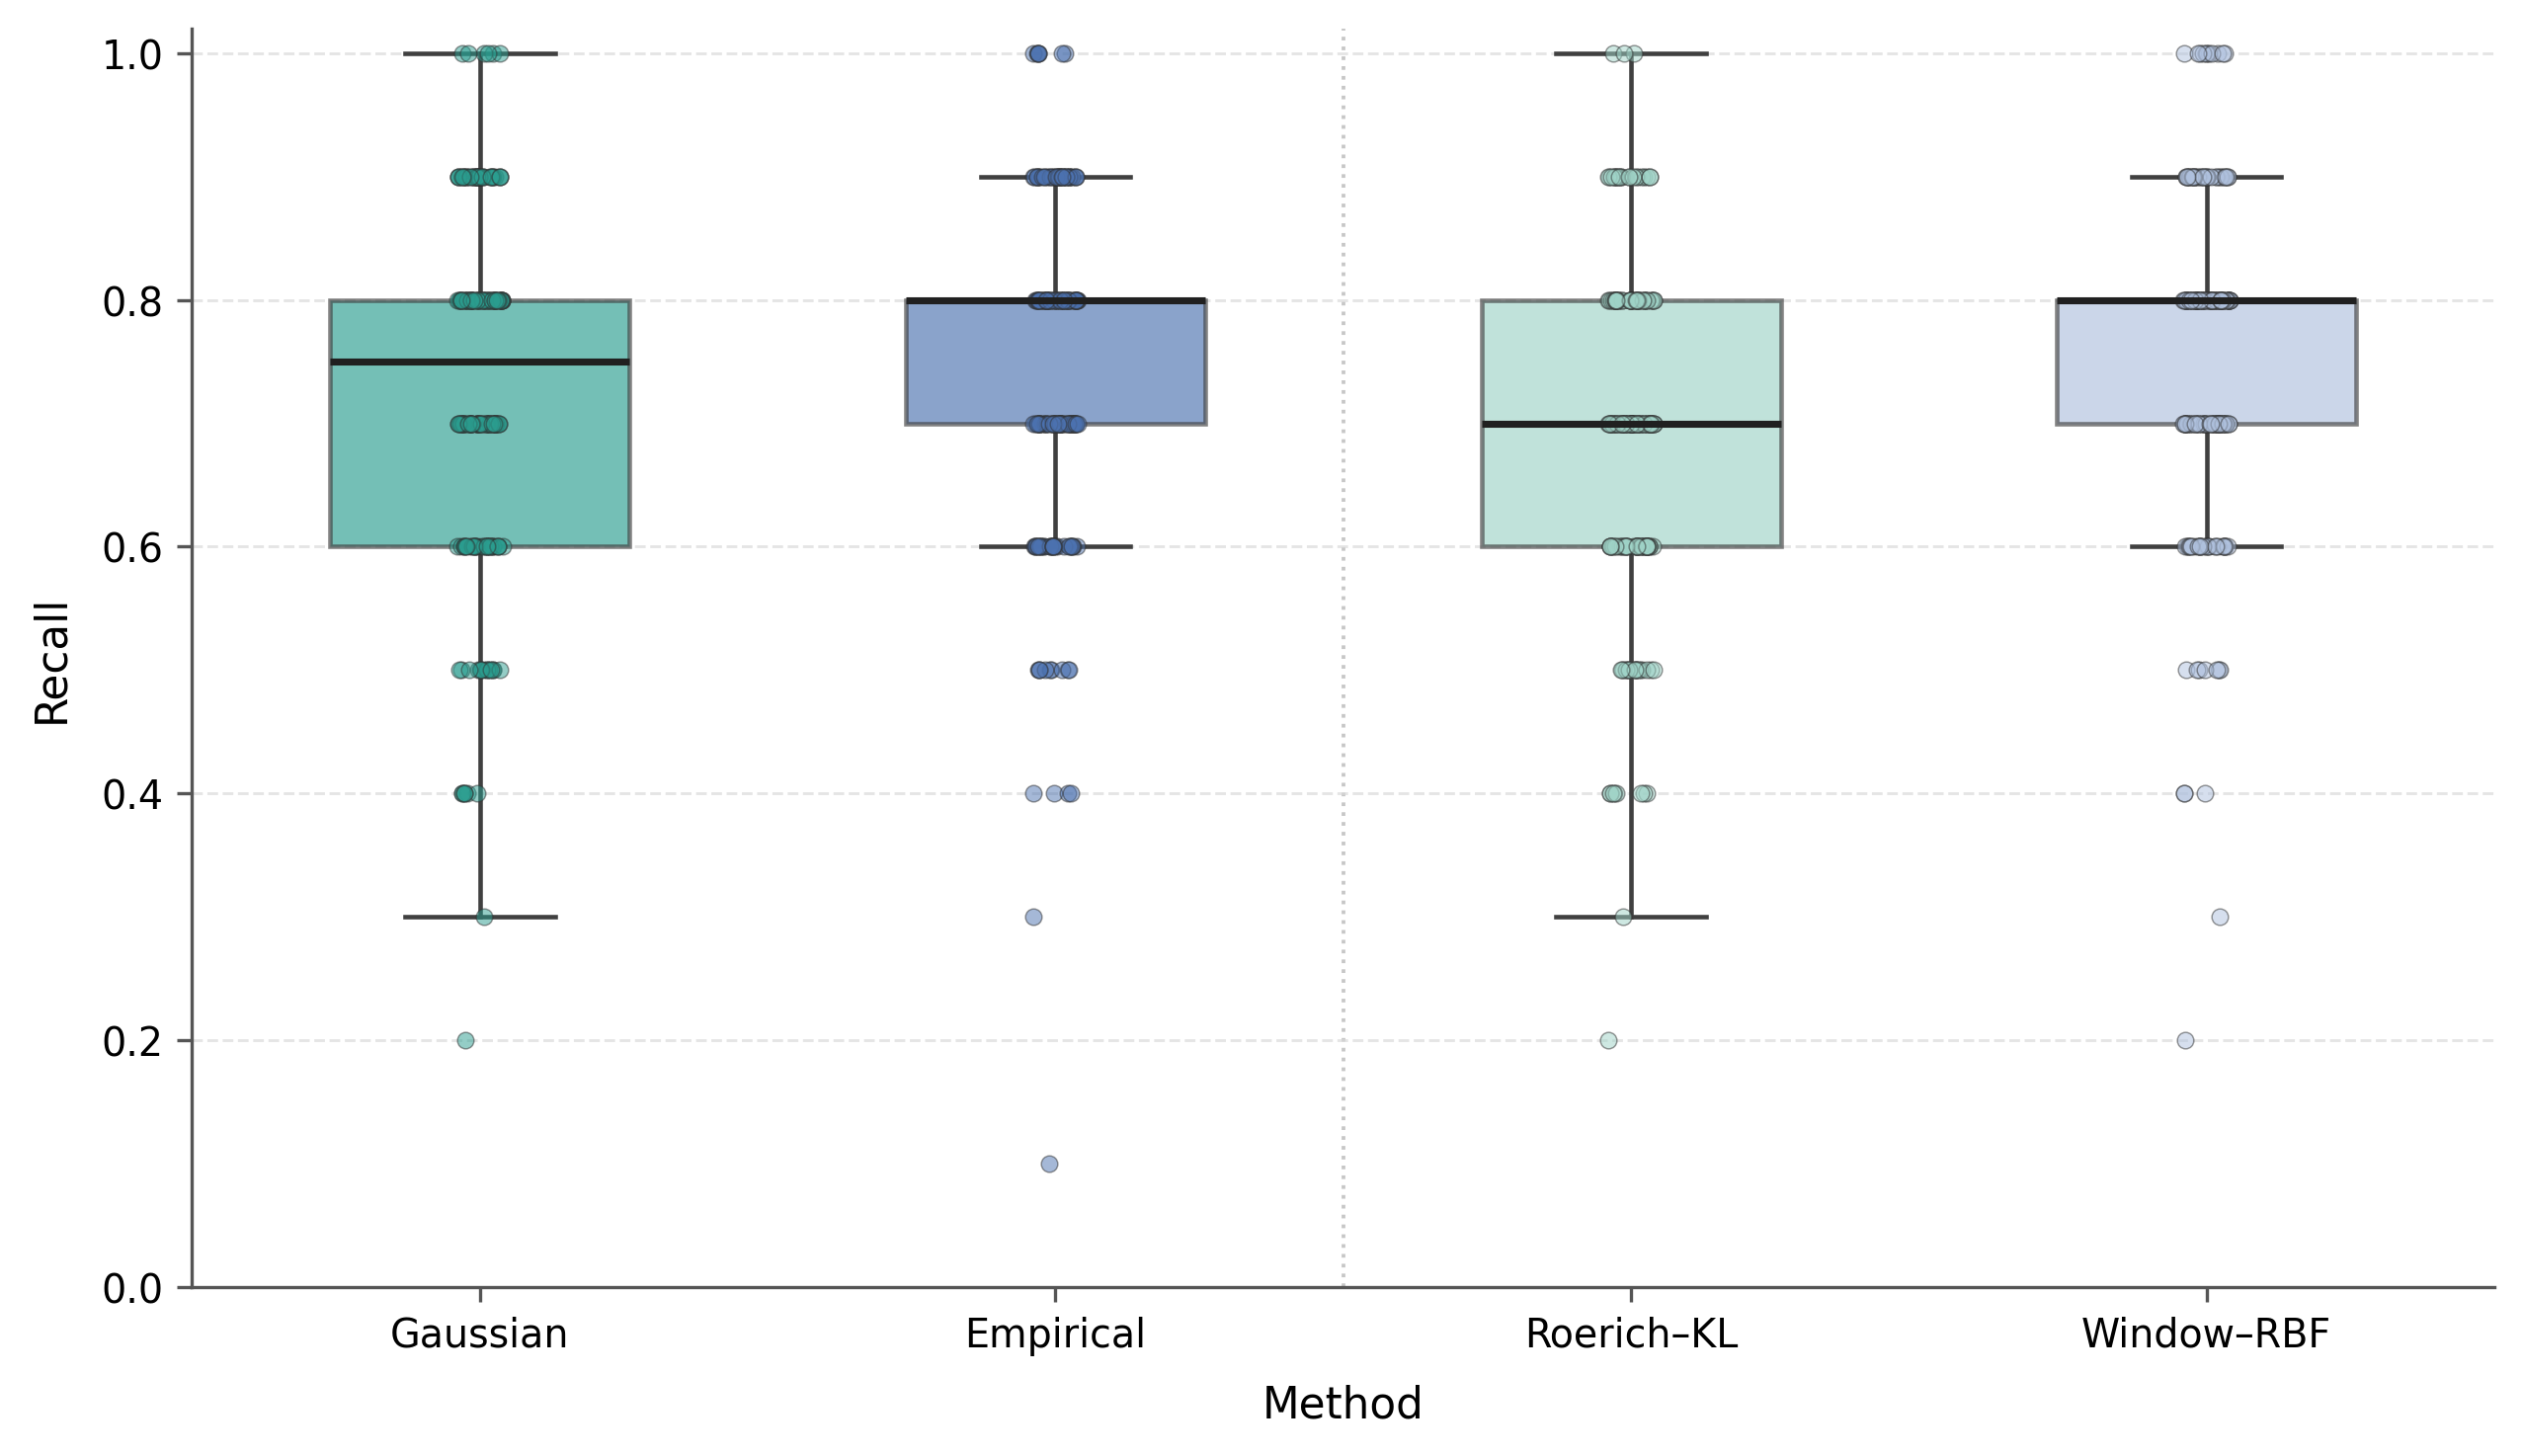 1.0
0.8
0.6
0.4
0.2
0.0
Recall
Gaussian
Empirical
Roerich–KL
Window–RBF
Method